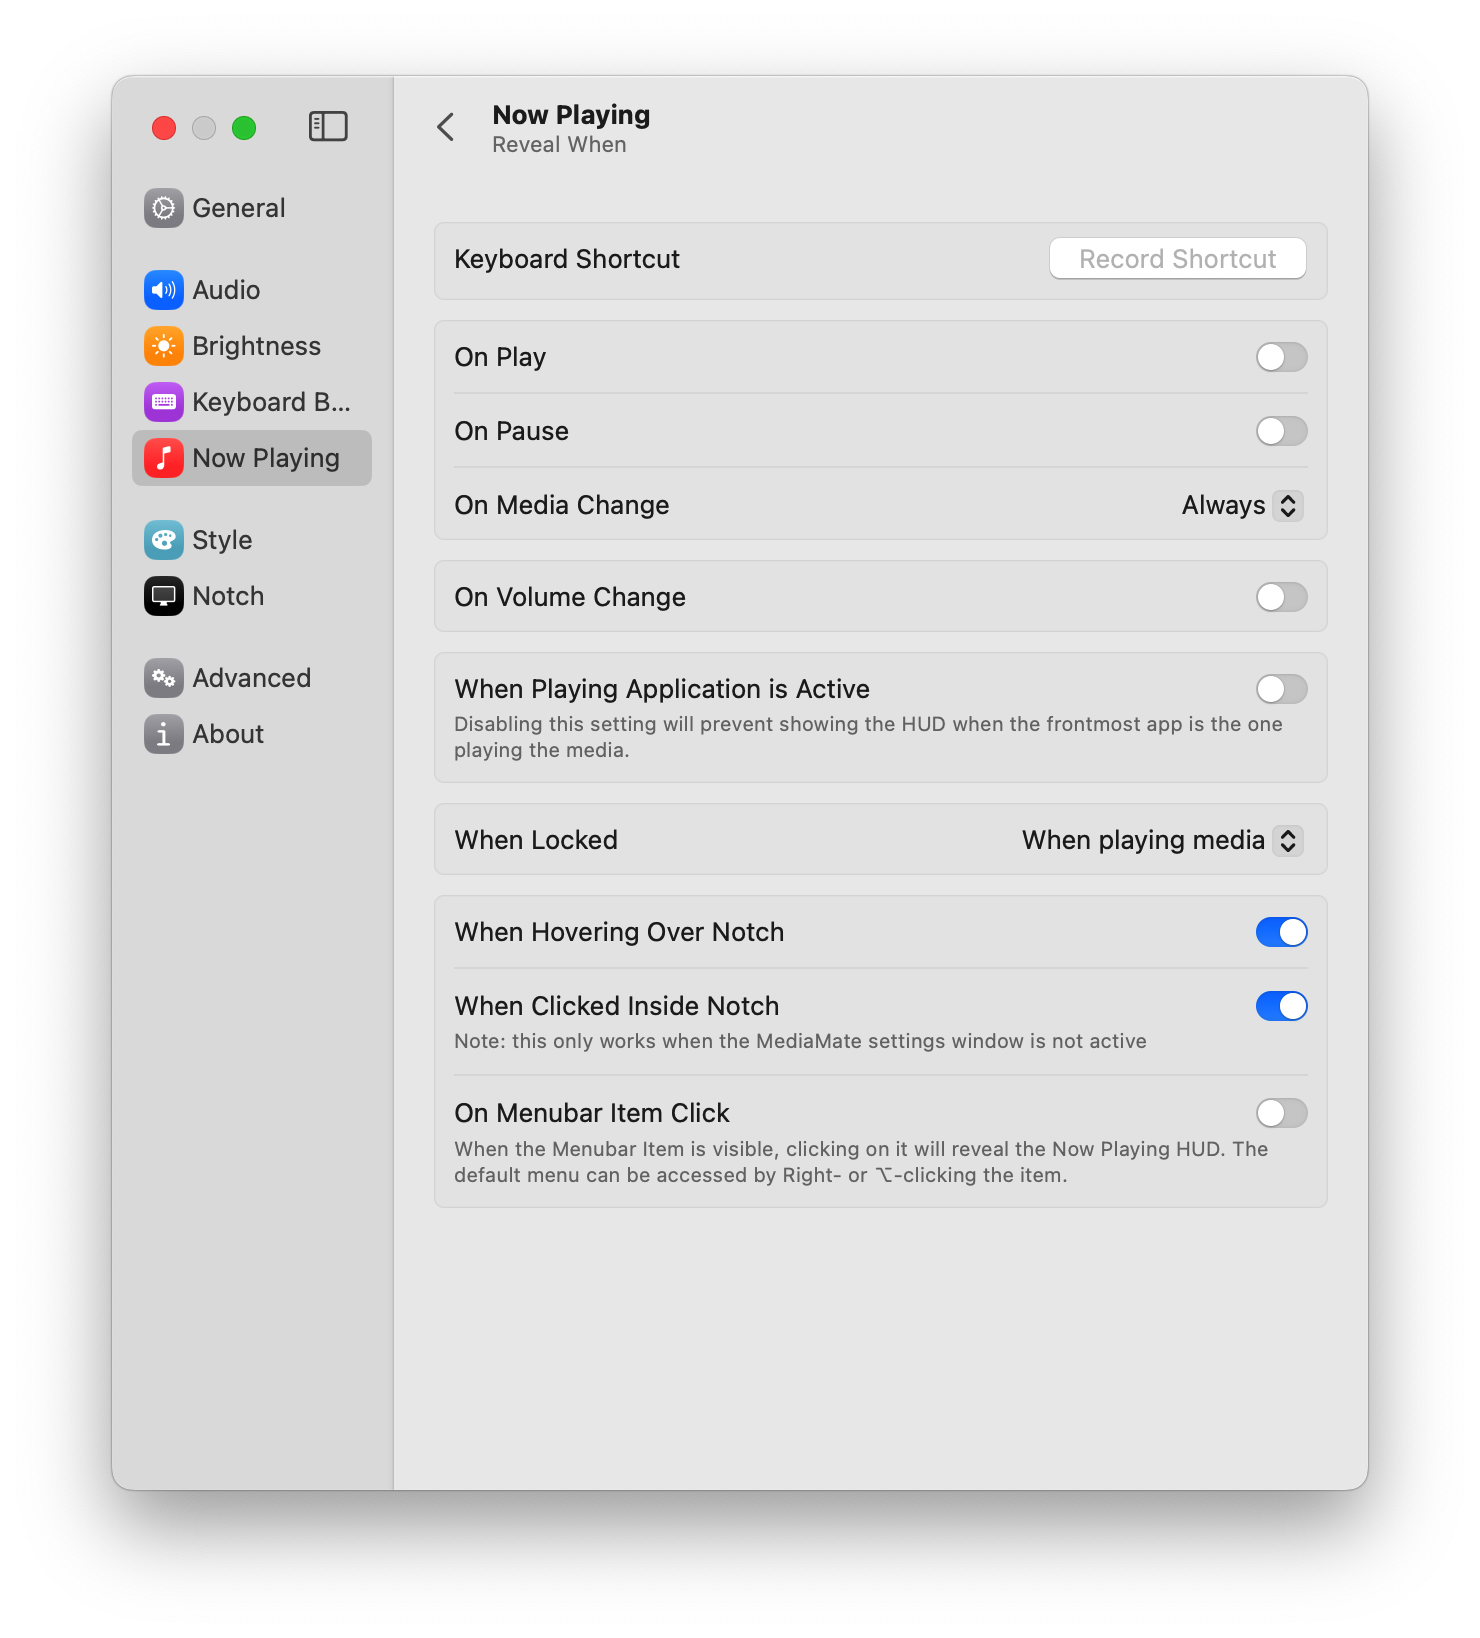 Now Playing
Reveal When
General
Audio
Brightness
Keyboard B...
Now Playing
Style
Notch
Advanced
About
Keyboard Shortcut
Record Shortcut
On Play
On Pause
On Media Change
Always
On Volume Change
When Playing Application is Active
Disabling this setting will prevent showing the HUD when the frontmost app is the one
playing the media.
When Locked
When playing media
When Hovering Over Notch
When Clicked Inside Notch
Note: this only works when the MediaMate settings window is not active
On Menubar Item Click
When the Menubar Item is visible, clicking on it will reveal the Now Playing HUD. The
default menu can be accessed by Right- or ⌥-clicking the item.